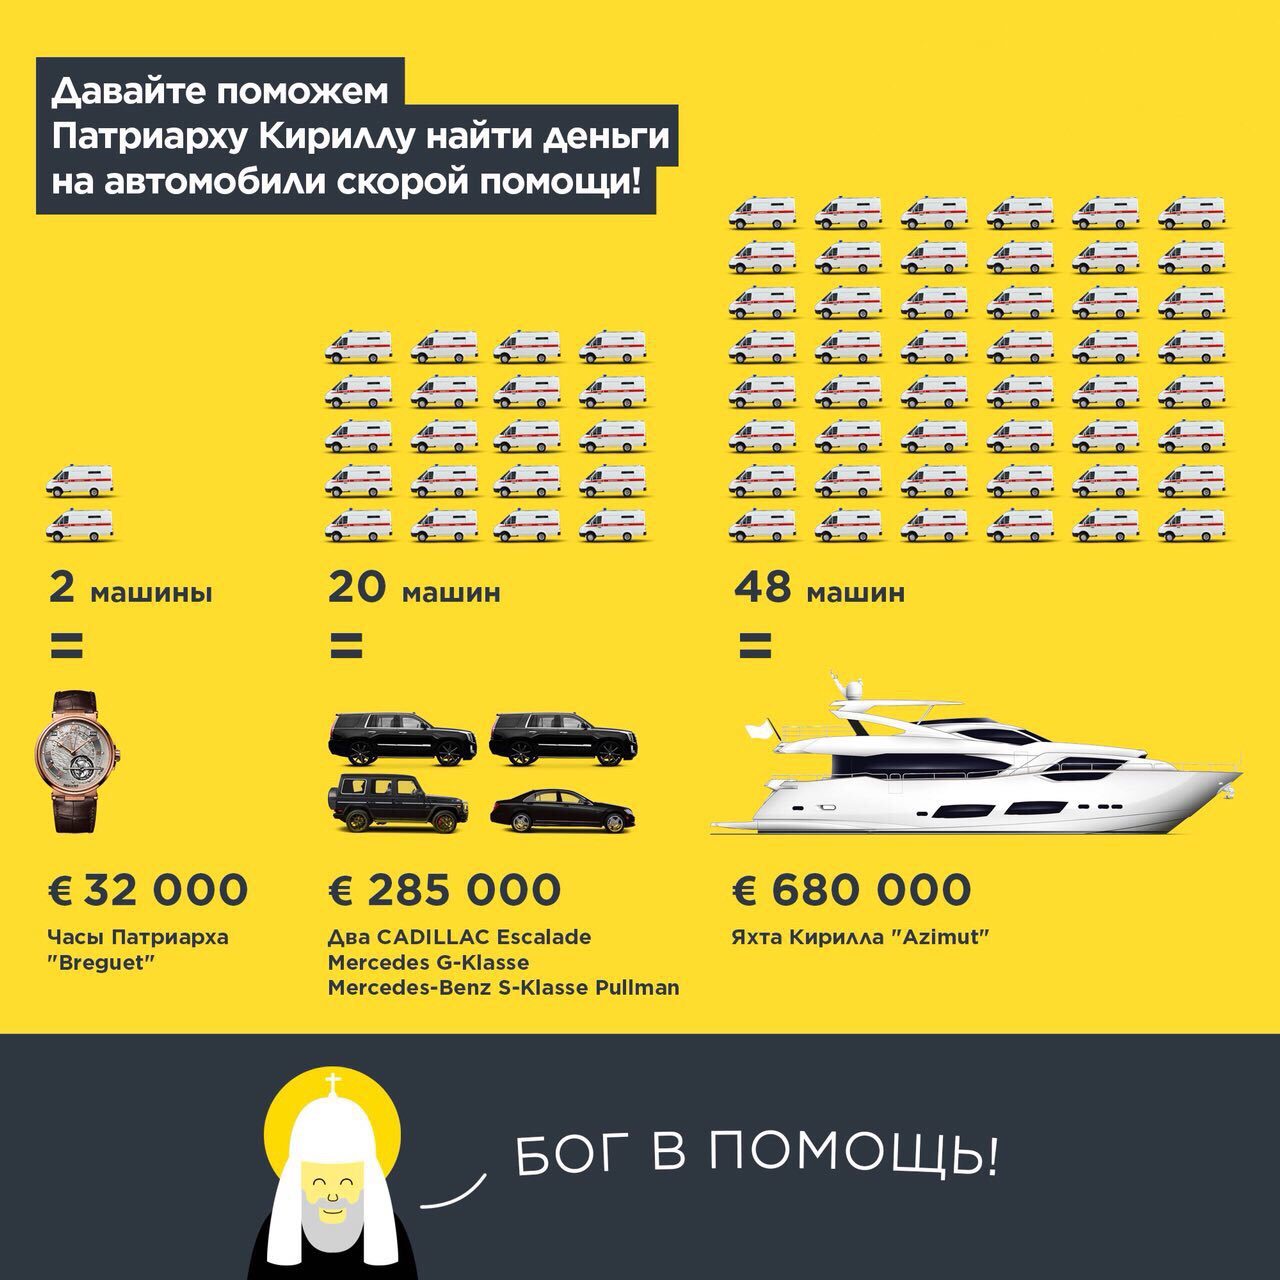 Давайте поможем
Патриарху Кириллу найти деньги
на автомобили скорой помощи!
2 машины
=
€ 32 000
Часы Патриарха
"Breguet"
20 машин
=
€ 285 000
Два CADILLAC Escalade
Mercedes G-Klasse
Mercedes-Benz S-Klasse Pullman
48 машин
=
€ 680 000
Яхта Кирилла "Azimut"
БОГ В ПОМОЩЬ!